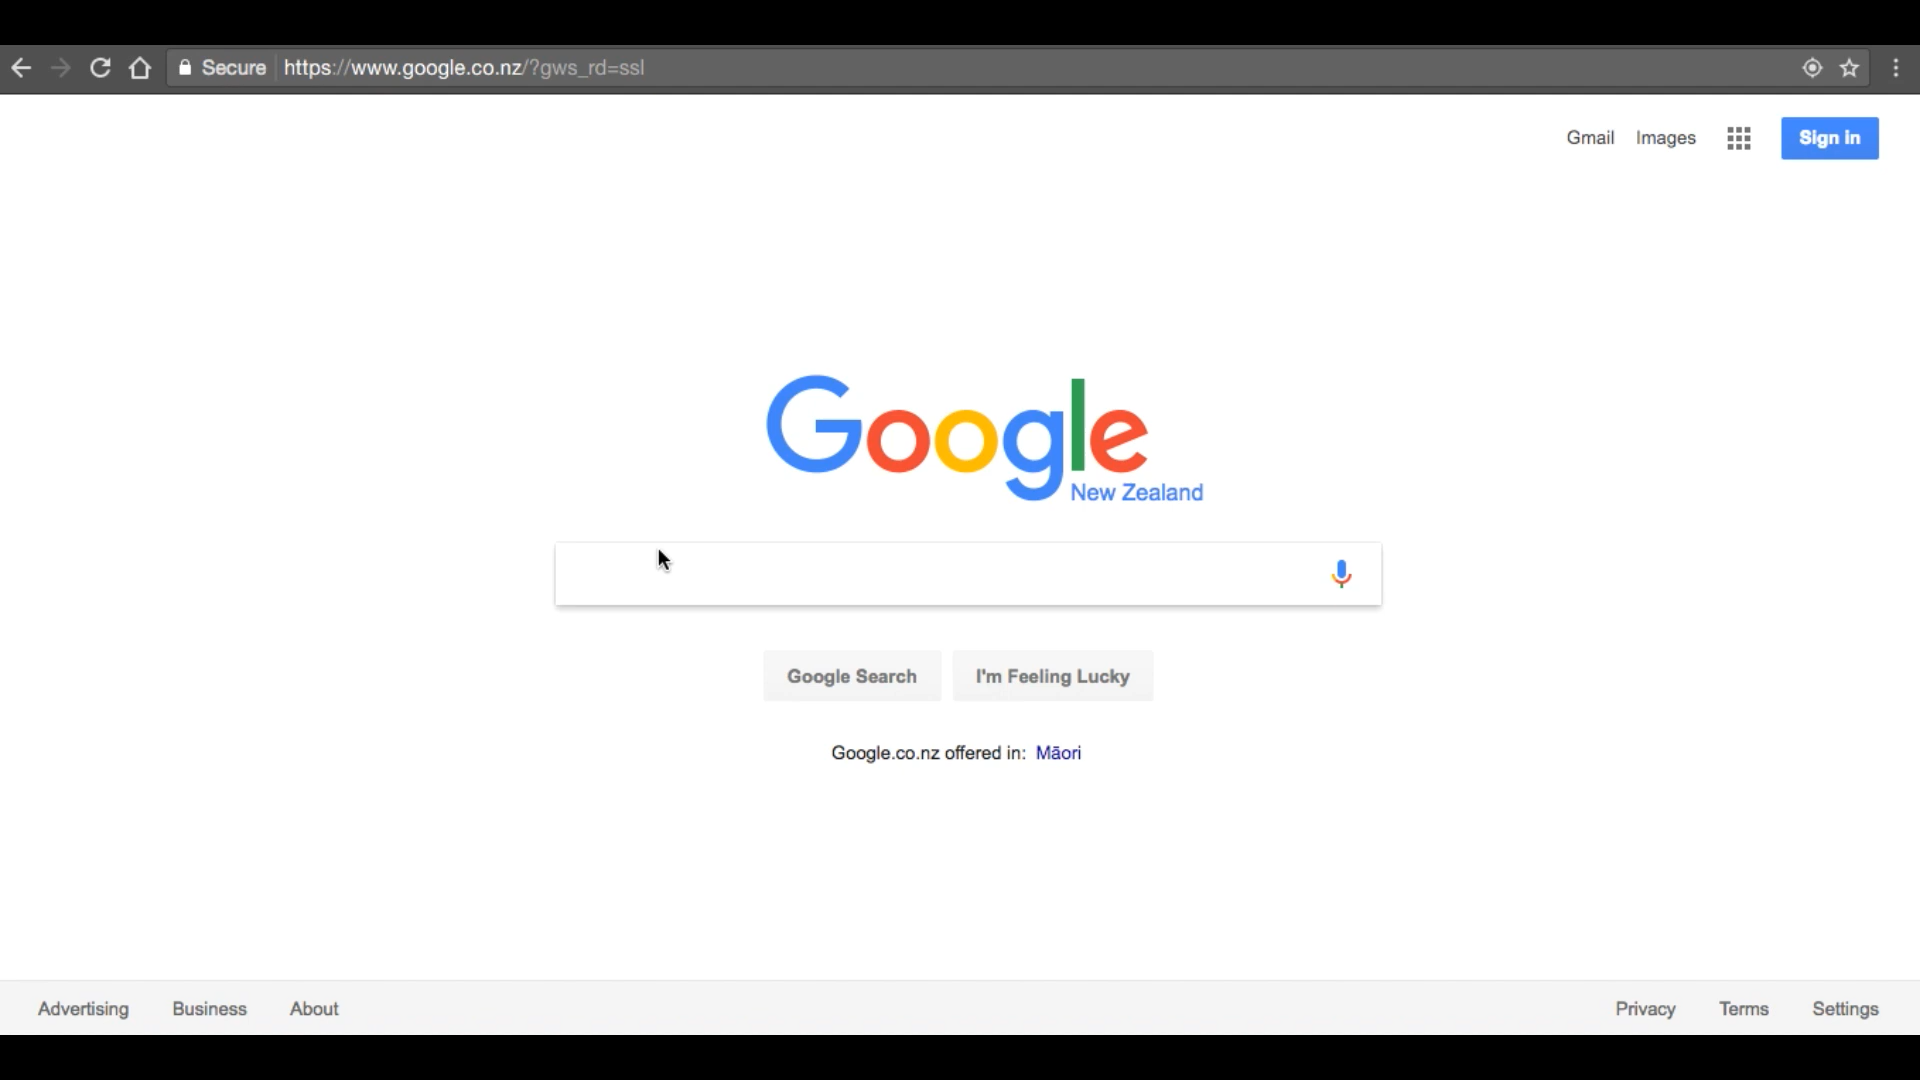 Secure https://www.google.co.nz/?gws_rd=ssl
Gmail Images Sign in
Google
New Zealand
Google Search I'm Feeling Lucky
Google.co.nz offered in: Māori
Advertising Business About Privacy Terms Settings